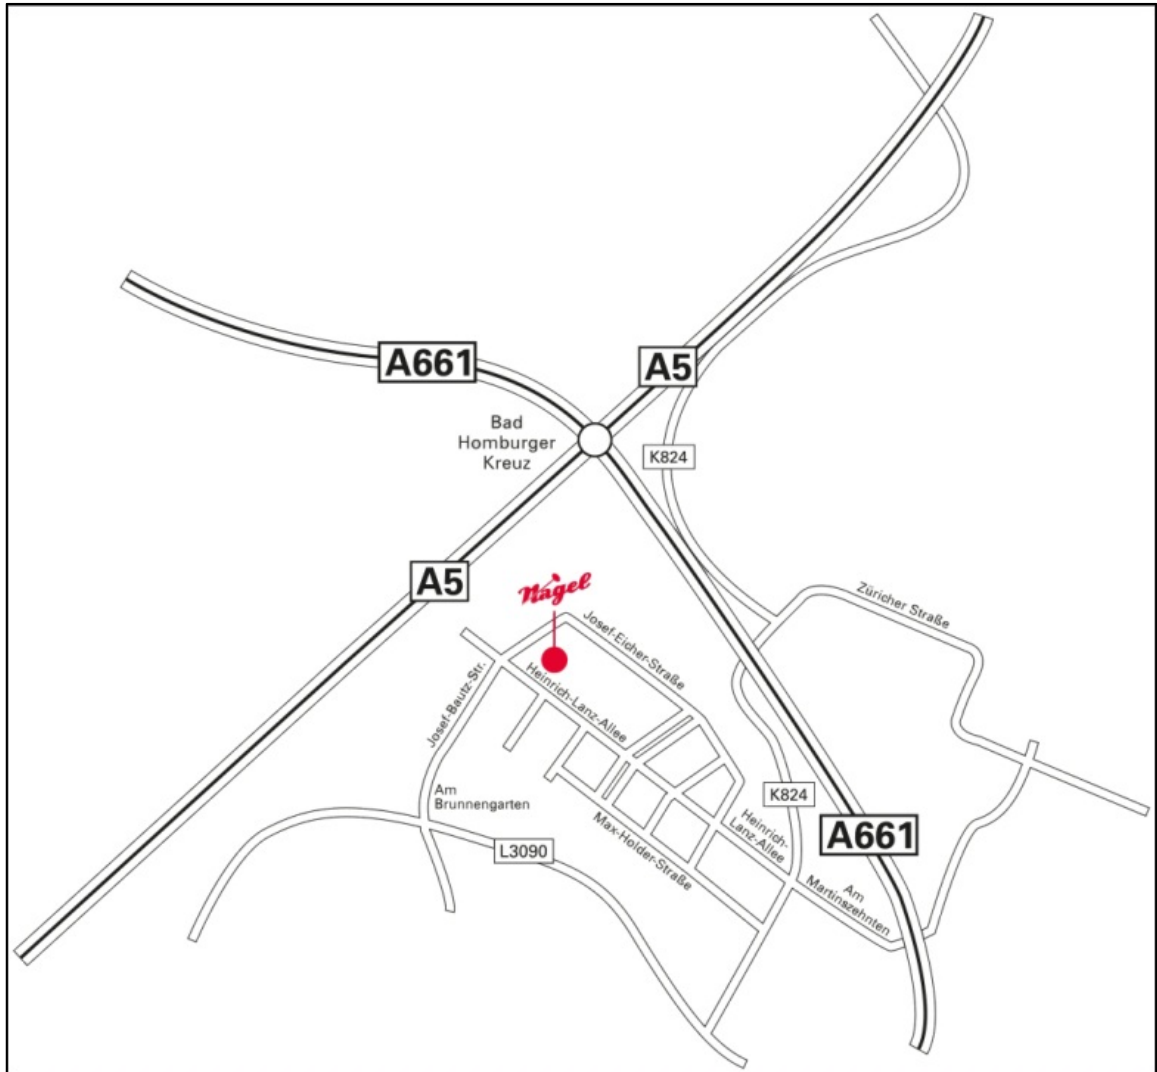 A661
A5
Bad
Homburger
Kreuz
K824
A5
Nagel
Züricher Straße
Josef-Eicher-Straße
Josef-Bautz-Str.
Heinrich-Lanz-Allee
Am
Brunnengarten
K824
L3090
Max-Holder-Straße
Heinrich-
Lanz-Allee
A661
Am
Martinszehnten